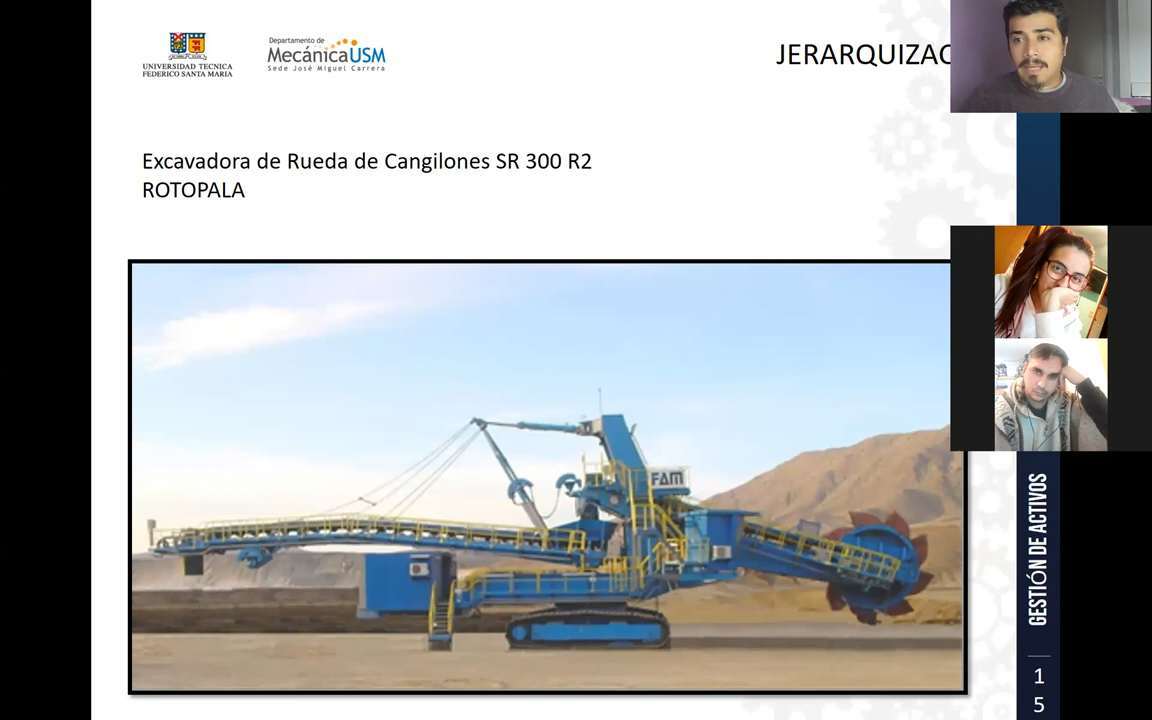 UNIVERSIDAD TECNICA
FEDERICO SANTA MARIA
Departamento de
MecánicaUSM
Sede José Miguel Carrera
JERARQUIZAC
Excavadora de Rueda de Cangilones SR 300 R2
ROTOPALA
FAM
GESTIÓN DE ACTIVOS
1
5